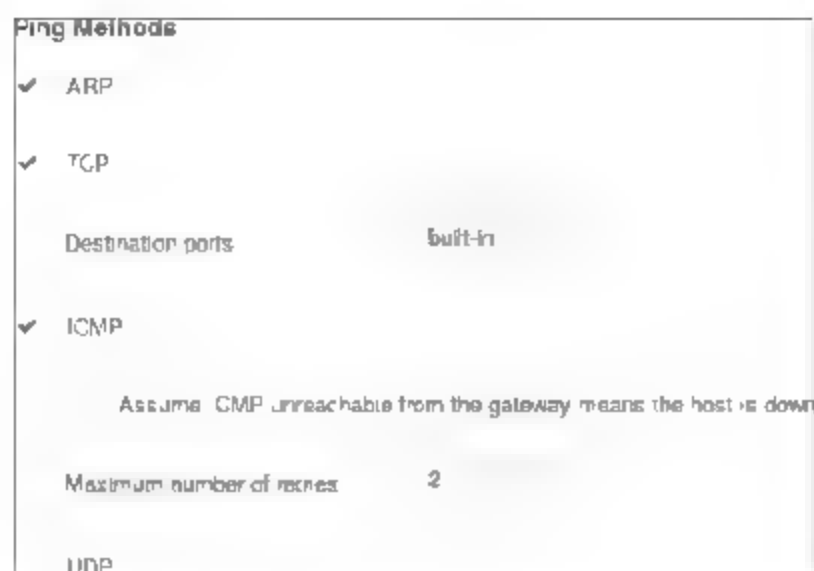 Ping Methods
ARP
TCP
Destination ports built-in
ICMP
Assume ICMP unreachable from the gateway means the host is down
Maximum number of retries 2
UDP